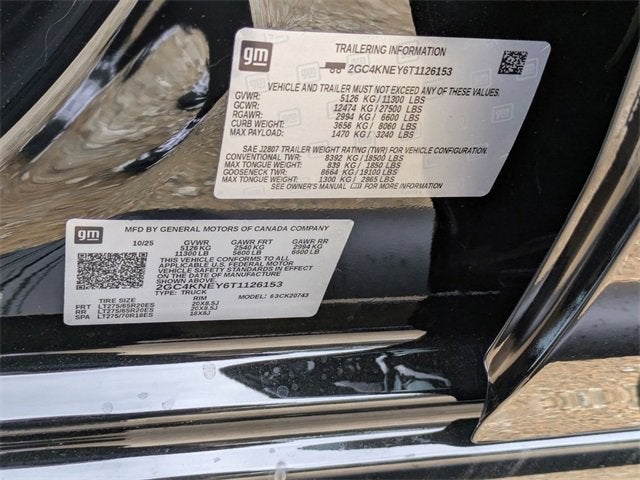 gm
TRAILERING INFORMATION
2GC4KNEY6T1126153
VEHICLE AND TRAILER MUST NOT EXCEED ANY OF THESE VALUES.
GVWR: 5126 KG / 11300 LBS
GCWR: 12474 KG / 27500 LBS
RGAWR: 2994 KG / 6600 LBS
CURB WEIGHT: 3656 KG / 8060 LBS
MAX PAYLOAD: 1470 KG / 3240 LBS
SAE J2807 TRAILER WEIGHT RATING (TWR) FOR VEHICLE CONFIGURATION.
CONVENTIONAL TWR: 8392 KG / 18500 LBS
MAX TONGUE WEIGHT: 839 KG / 1850 LBS
GOOSENECK TWR: 8664 KG / 19100 LBS
MAX TONGUE WEIGHT: 1300 KG / 2865 LBS
SEE OWNER'S MANUAL FOR MORE INFORMATION
gm
MFD BY GENERAL MOTORS OF CANADA COMPANY
10/25 GVWR GAWR FRT GAWR RR
5126 KG 2540 KG 2994 KG
11300 LB 5600 LB 6600 LB
THIS VEHICLE CONFORMS TO ALL
APPLICABLE U.S. FEDERAL MOTOR
VEHICLE SAFETY STANDARDS IN
EFFECT ON THE DATE OF MANUFACTURE
SHOWN ABOVE.
2GC4KNEY6T1126153
TYPE: TRUCK MODEL: 63CK20743
TIRE SIZE RIM
FRT LT275/65R20ES 20X8.5J
RR LT275/65R20ES 20X8.5J
SPA LT275/70R18ES 18X8J